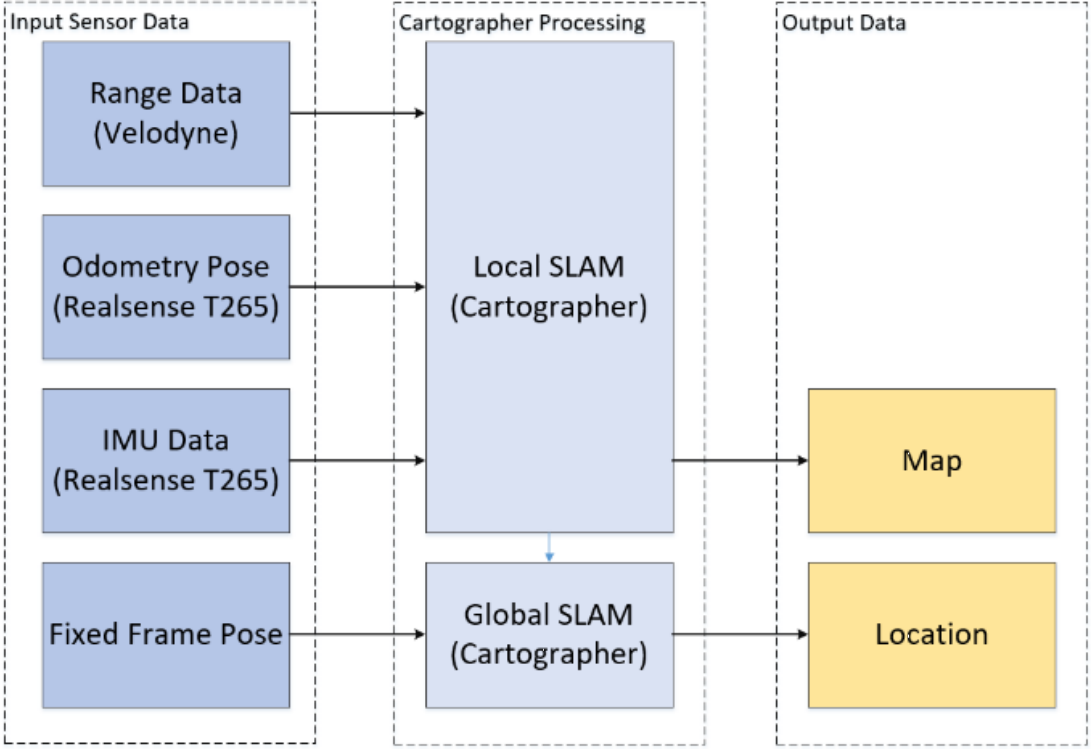 Input Sensor Data
Range Data
(Velodyne)
Odometry Pose
(Realsense T265)
IMU Data
(Realsense T265)
Fixed Frame Pose
Cartographer Processing
Local SLAM
(Cartographer)
Global SLAM
(Cartographer)
Output Data
Map
Location